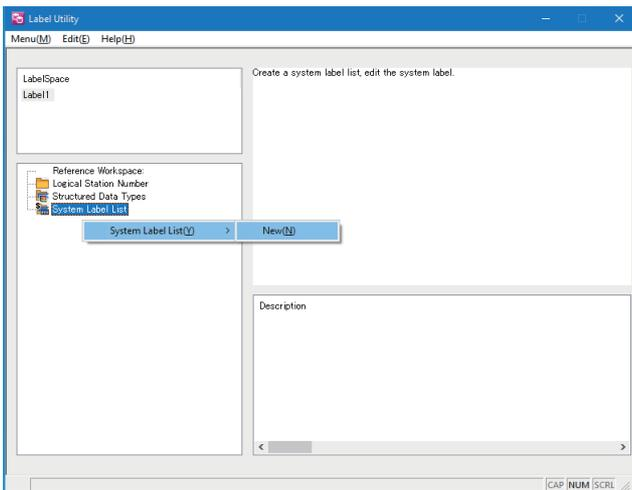 Label Utility
Menu(M) Edit(E) Help(H)
LabelSpace
Label1
Create a system label list, edit the system label.
Reference Workspace:
Logical Station Number
Structured Data Types
System Label List
System Label List(Y) > New(N)
Description
CAP NUM SCRL